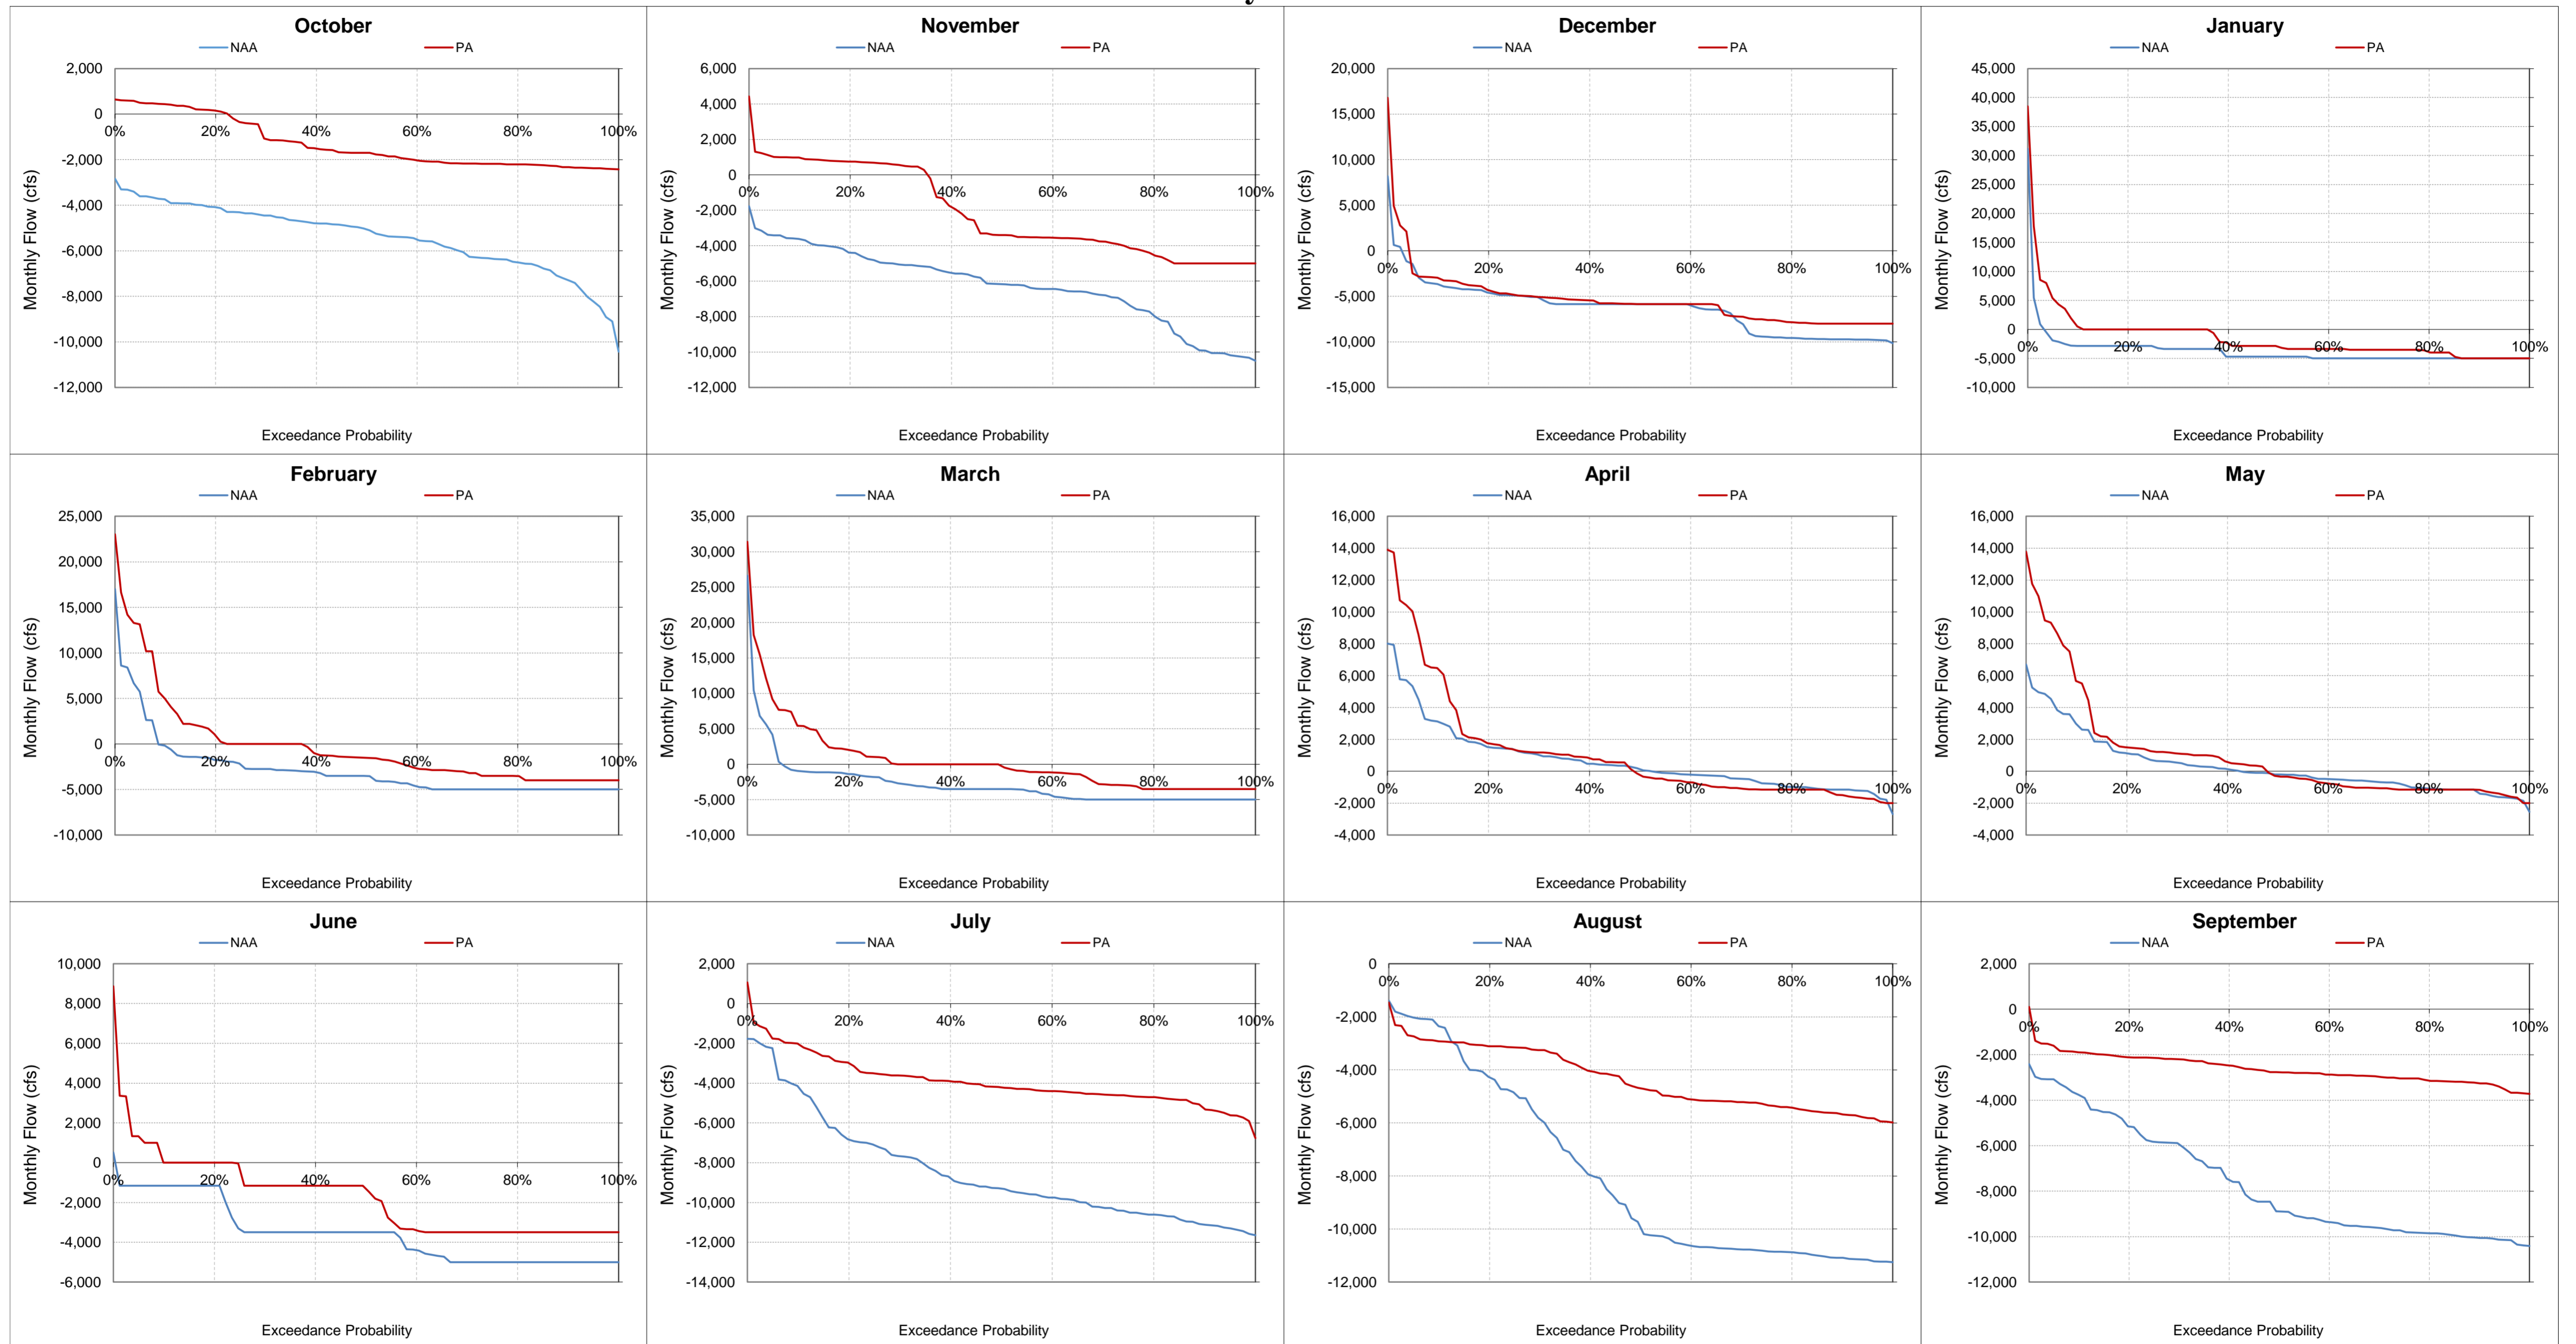 October
NAA PA
2,000
0
-2,000
-4,000
-6,000
-8,000
-10,000
-12,000
0% 20% 40% 60% 80% 100%
Monthly Flow (cfs)
Exceedance Probability
November
NAA PA
6,000
4,000
2,000
0
-2,000
-4,000
-6,000
-8,000
-10,000
-12,000
0% 20% 40% 60% 80% 100%
Monthly Flow (cfs)
Exceedance Probability
December
NAA PA
20,000
15,000
10,000
5,000
0
-5,000
-10,000
-15,000
0% 20% 40% 60% 80% 100%
Monthly Flow (cfs)
Exceedance Probability
January
NAA PA
45,000
40,000
35,000
30,000
25,000
20,000
15,000
10,000
5,000
0
-5,000
-10,000
0% 20% 40% 60% 80% 100%
Monthly Flow (cfs)
Exceedance Probability
February
NAA PA
25,000
20,000
15,000
10,000
5,000
0
-5,000
-10,000
0% 20% 40% 60% 80% 100%
Monthly Flow (cfs)
Exceedance Probability
March
NAA PA
35,000
30,000
25,000
20,000
15,000
10,000
5,000
0
-5,000
-10,000
0% 20% 40% 60% 80% 100%
Monthly Flow (cfs)
Exceedance Probability
April
NAA PA
16,000
14,000
12,000
10,000
8,000
6,000
4,000
2,000
0
-2,000
-4,000
0% 20% 40% 60% 80% 100%
Monthly Flow (cfs)
Exceedance Probability
May
NAA PA
16,000
14,000
12,000
10,000
8,000
6,000
4,000
2,000
0
-2,000
-4,000
0% 20% 40% 60% 80% 100%
Monthly Flow (cfs)
Exceedance Probability
June
NAA PA
10,000
8,000
6,000
4,000
2,000
0
-2,000
-4,000
-6,000
0% 20% 40% 60% 80% 100%
Monthly Flow (cfs)
Exceedance Probability
July
NAA PA
2,000
0
-2,000
-4,000
-6,000
-8,000
-10,000
-12,000
-14,000
0% 20% 40% 60% 80% 100%
Monthly Flow (cfs)
Exceedance Probability
August
NAA PA
0
-2,000
-4,000
-6,000
-8,000
-10,000
-12,000
0% 20% 40% 60% 80% 100%
Monthly Flow (cfs)
Exceedance Probability
September
NAA PA
2,000
0
-2,000
-4,000
-6,000
-8,000
-10,000
-12,000
0% 20% 40% 60% 80% 100%
Monthly Flow (cfs)
Exceedance Probability